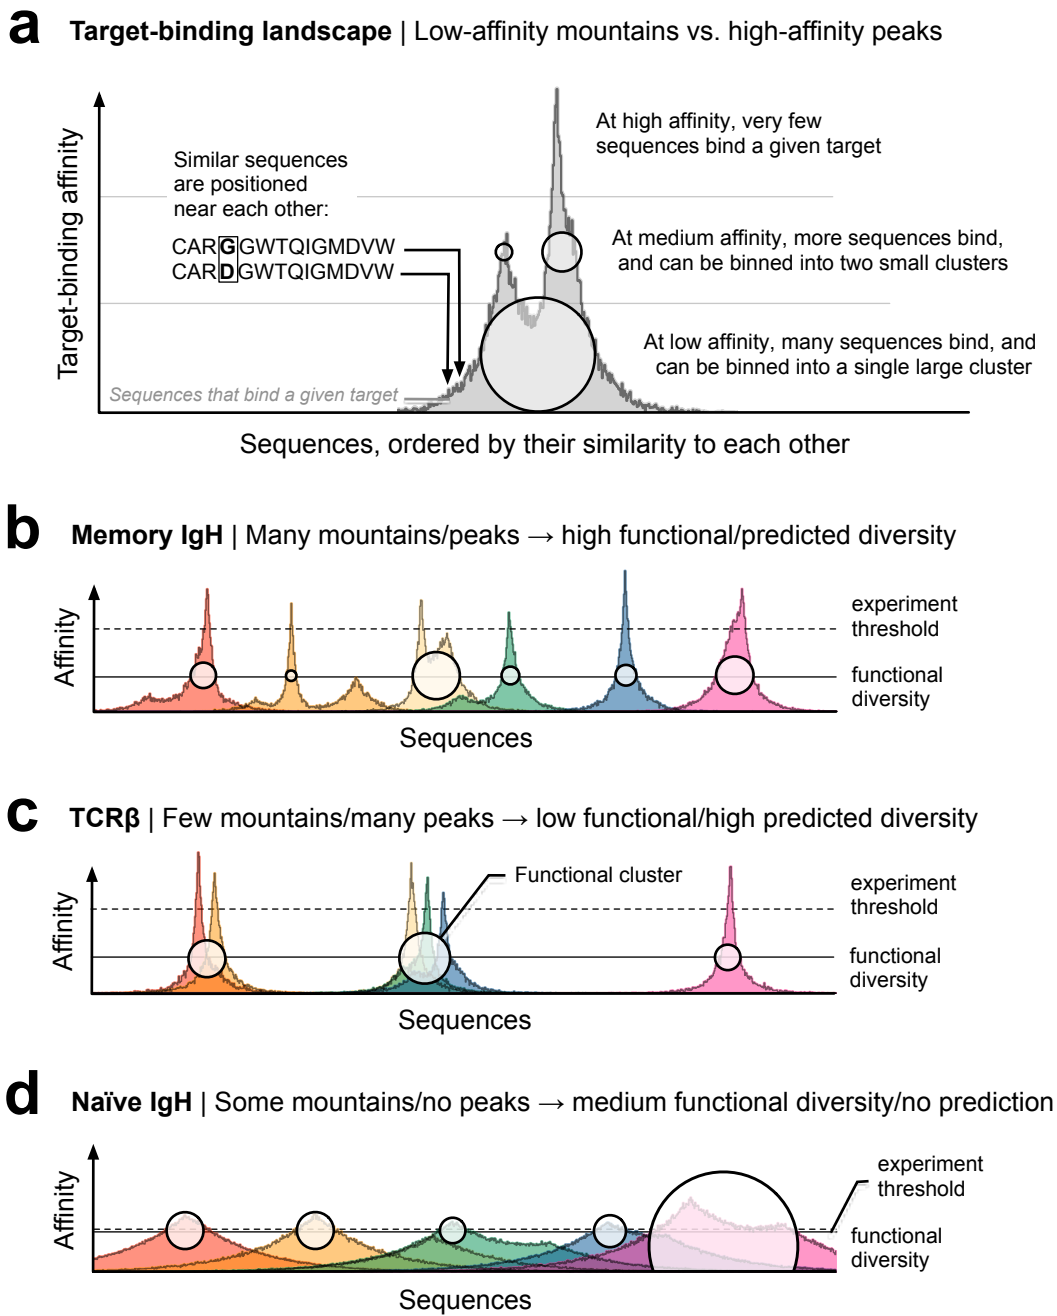 a Target-binding landscape | Low-affinity mountains vs. high-affinity peaks
Target-binding affinity
At high affinity, very few
sequences bind a given target
Similar sequences
are positioned
near each other:
CARGGWTQIGMDVW
CARDGWTQIGMDVW
At medium affinity, more sequences bind,
and can be binned into two small clusters
At low affinity, many sequences bind, and
can be binned into a single large cluster
Sequences that bind a given target
Sequences, ordered by their similarity to each other
b Memory IgH | Many mountains/peaks → high functional/predicted diversity
Affinity
experiment
threshold
functional
diversity
Sequences
c TCRβ | Few mountains/many peaks → low functional/high predicted diversity
Affinity
Functional cluster
experiment
threshold
functional
diversity
Sequences
d Naïve IgH | Some mountains/no peaks → medium functional diversity/no prediction
Affinity
experiment
threshold
functional
diversity
Sequences